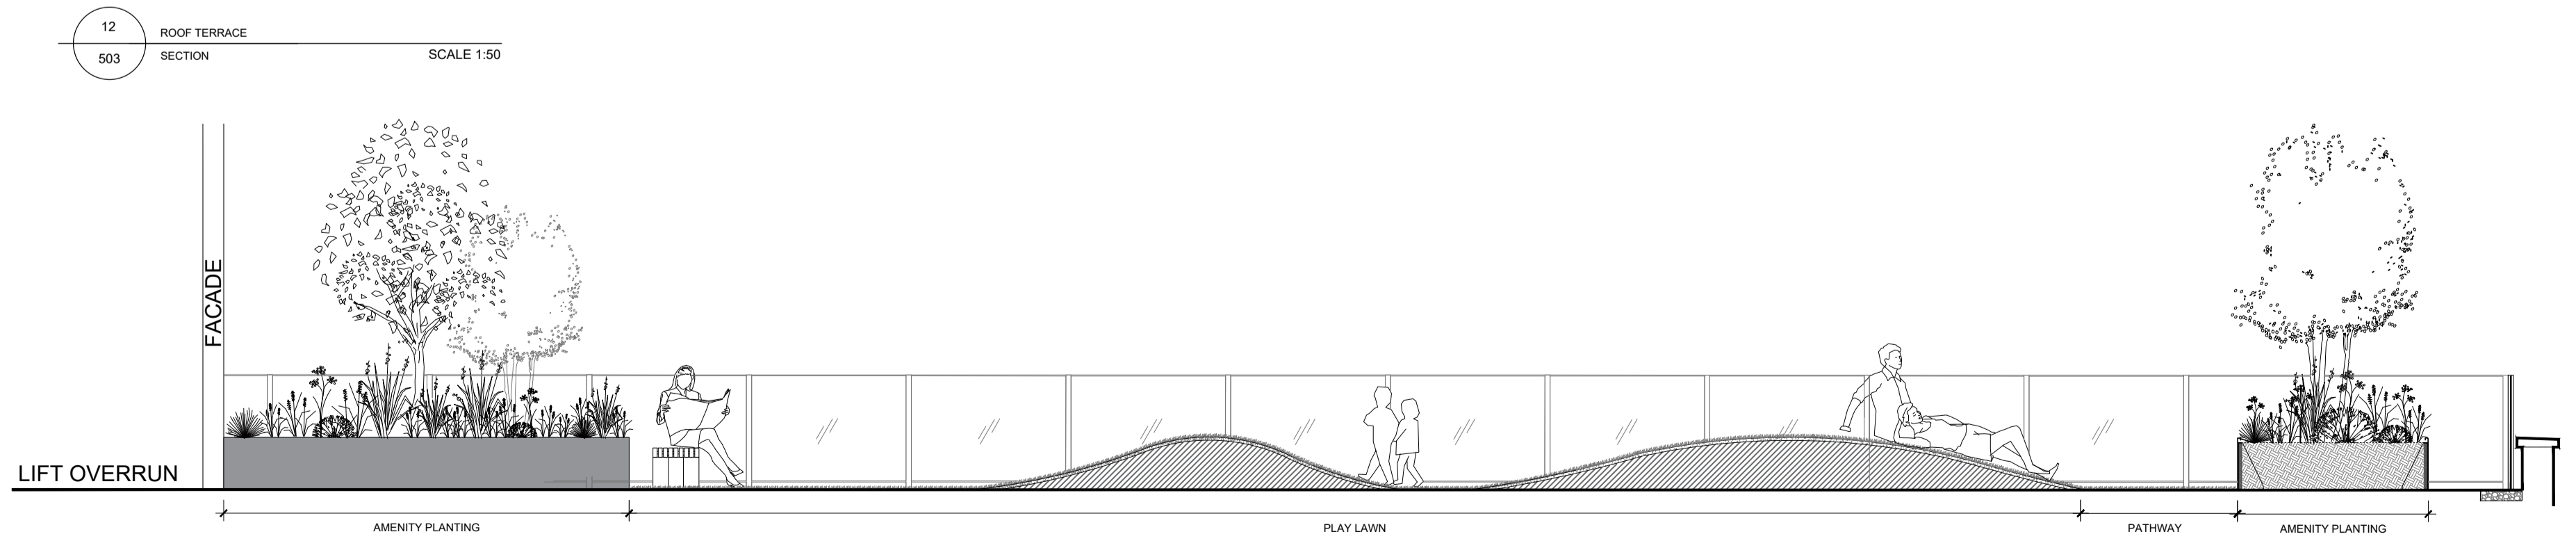 12
ROOF TERRACE
503
SECTION
SCALE 1:50
FACADE
LIFT OVERRUN
AMENITY PLANTING
PLAY LAWN
PATHWAY
AMENITY PLANTING